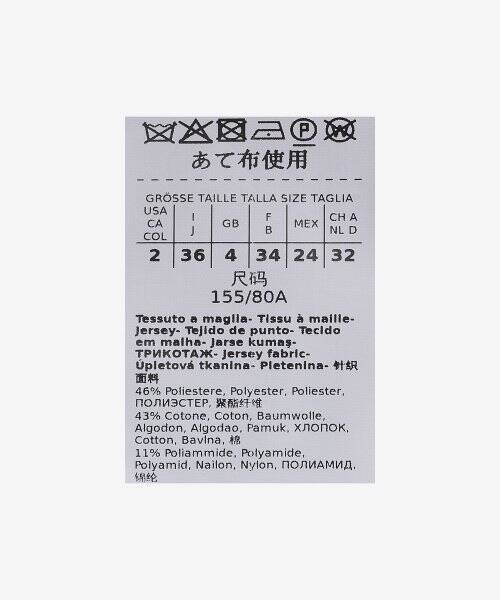 P W
あて布使用
GRÖSSE TAILLE TALLA SIZE TAGLIA
USA CA COL I J GB F B MEX CH A NL D
2 36 4 34 24 32
尺码
155/80A
Tessuto a maglia- Tissu à maille-
Jersey- Tejido de punto- Tecido
em malha- Jarse kumaş-
ТРИКОТАЖ- Jersey fabric-
Úpletová tkanina- Pletenina- 针织
面料
46% Poliestere, Polyester, Poliester,
ПОЛИЭСТЕР, 聚酯纤维
43% Cotone, Coton, Baumwolle,
Algodon, Algodao, Pamuk, ХЛОПОК,
Cotton, Bavlna, 棉
11% Poliammide, Polyamide,
Polyamid, Nailon, Nylon, ПОЛИАМИД,
锦纶